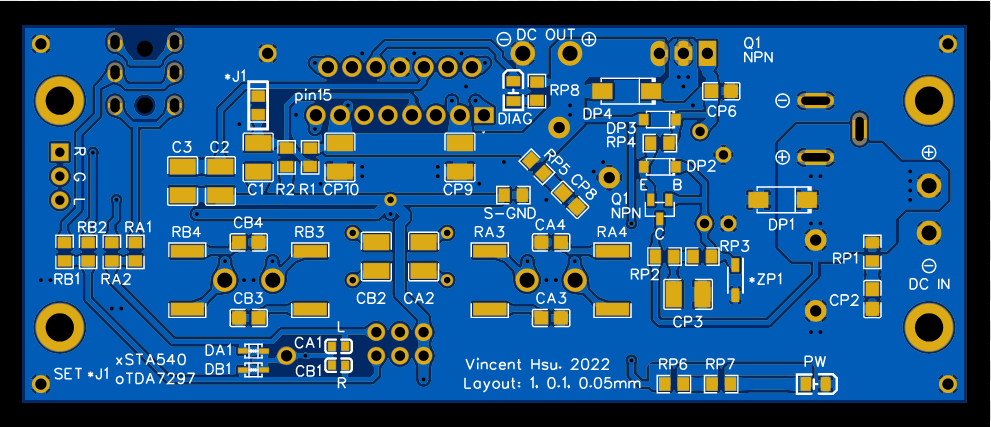 ⊖ DC OUT ⊕
Q1
NPN
*J1
pin15
RP8
DIAG
DP4
CP6
⊖
DP3
RP4
R
G
L
C3
C2
C1
R2
R1
CP10
CP9
RP5
CP8
DP2
E
B
⊕
⊕
S-GND
Q1
NPN
C
DP1
RB2
RA1
RB4
CB4
RB3
RA3
CA4
RA4
RP3
RP1
RB1
RA2
RP2
*ZP1
⊖
DC IN
CB3
CB2
CA2
CA3
CP3
CP2
L
CA1
DA1
xSTA540
DB1
CB1
R
SET *J1
oTDA7297
Vincent Hsu. 2022
Layout: 1. 0.1. 0.05mm
RP6
RP7
PW